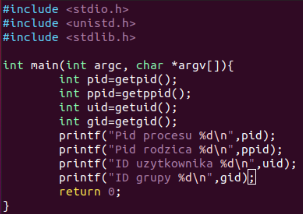 #include <stdio.h>
#include <unistd.h>
#include <stdlib.h>

int main(int argc, char *argv[]){
        int pid=getpid();
        int ppid=getppid();
        int uid=getuid();
        int gid=getgid();
        printf("Pid procesu %d\n",pid);
        printf("Pid rodzica %d\n",ppid);
        printf("ID uzytkownika %d\n",uid);
        printf("ID grupy %d\n",gid);
        return 0;
}